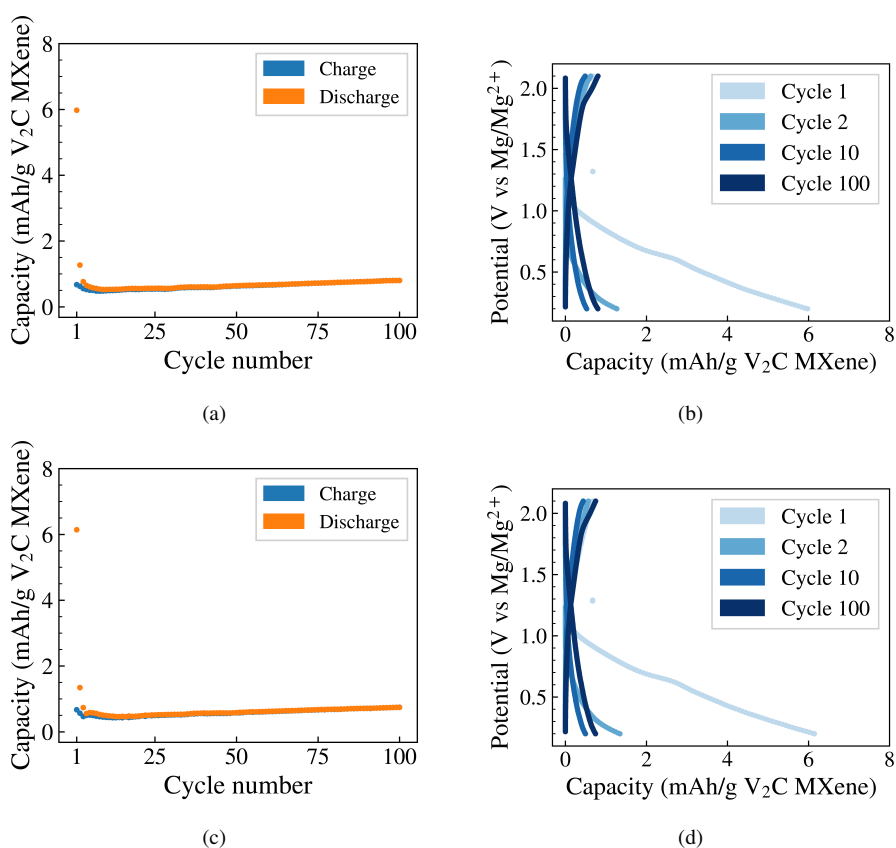 Capacity (mAh/g V₂C MXene)
8
6
4
2
0
Charge
Discharge
1 25 50 75 100
Cycle number
(a)
Potential (V vs Mg/Mg²⁺)
2.0
1.5
1.0
0.5
Cycle 1
Cycle 2
Cycle 10
Cycle 100
0 2 4 6 8
Capacity (mAh/g V₂C MXene)
(b)
Capacity (mAh/g V₂C MXene)
8
6
4
2
0
Charge
Discharge
1 25 50 75 100
Cycle number
(c)
Potential (V vs Mg/Mg²⁺)
2.0
1.5
1.0
0.5
Cycle 1
Cycle 2
Cycle 10
Cycle 100
0 2 4 6 8
Capacity (mAh/g V₂C MXene)
(d)